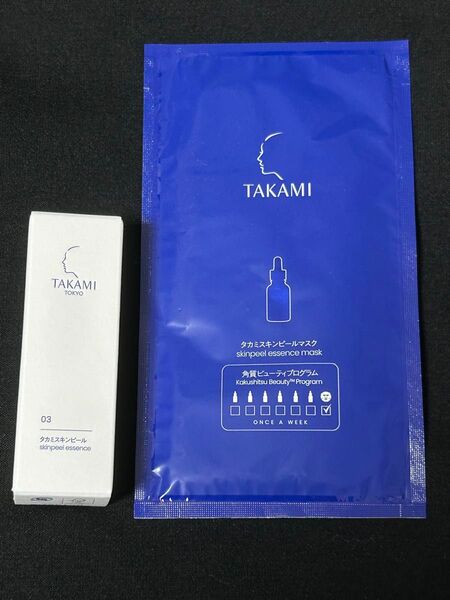 TAKAMI
TOKYO
03
タカミスキンピール
skinpeel essence
TAKAMI
タカミスキンピールマスク
skinpeel essence mask
角質ビューティプログラム
Kakushitsu Beauty™ Program
ONCE A WEEK